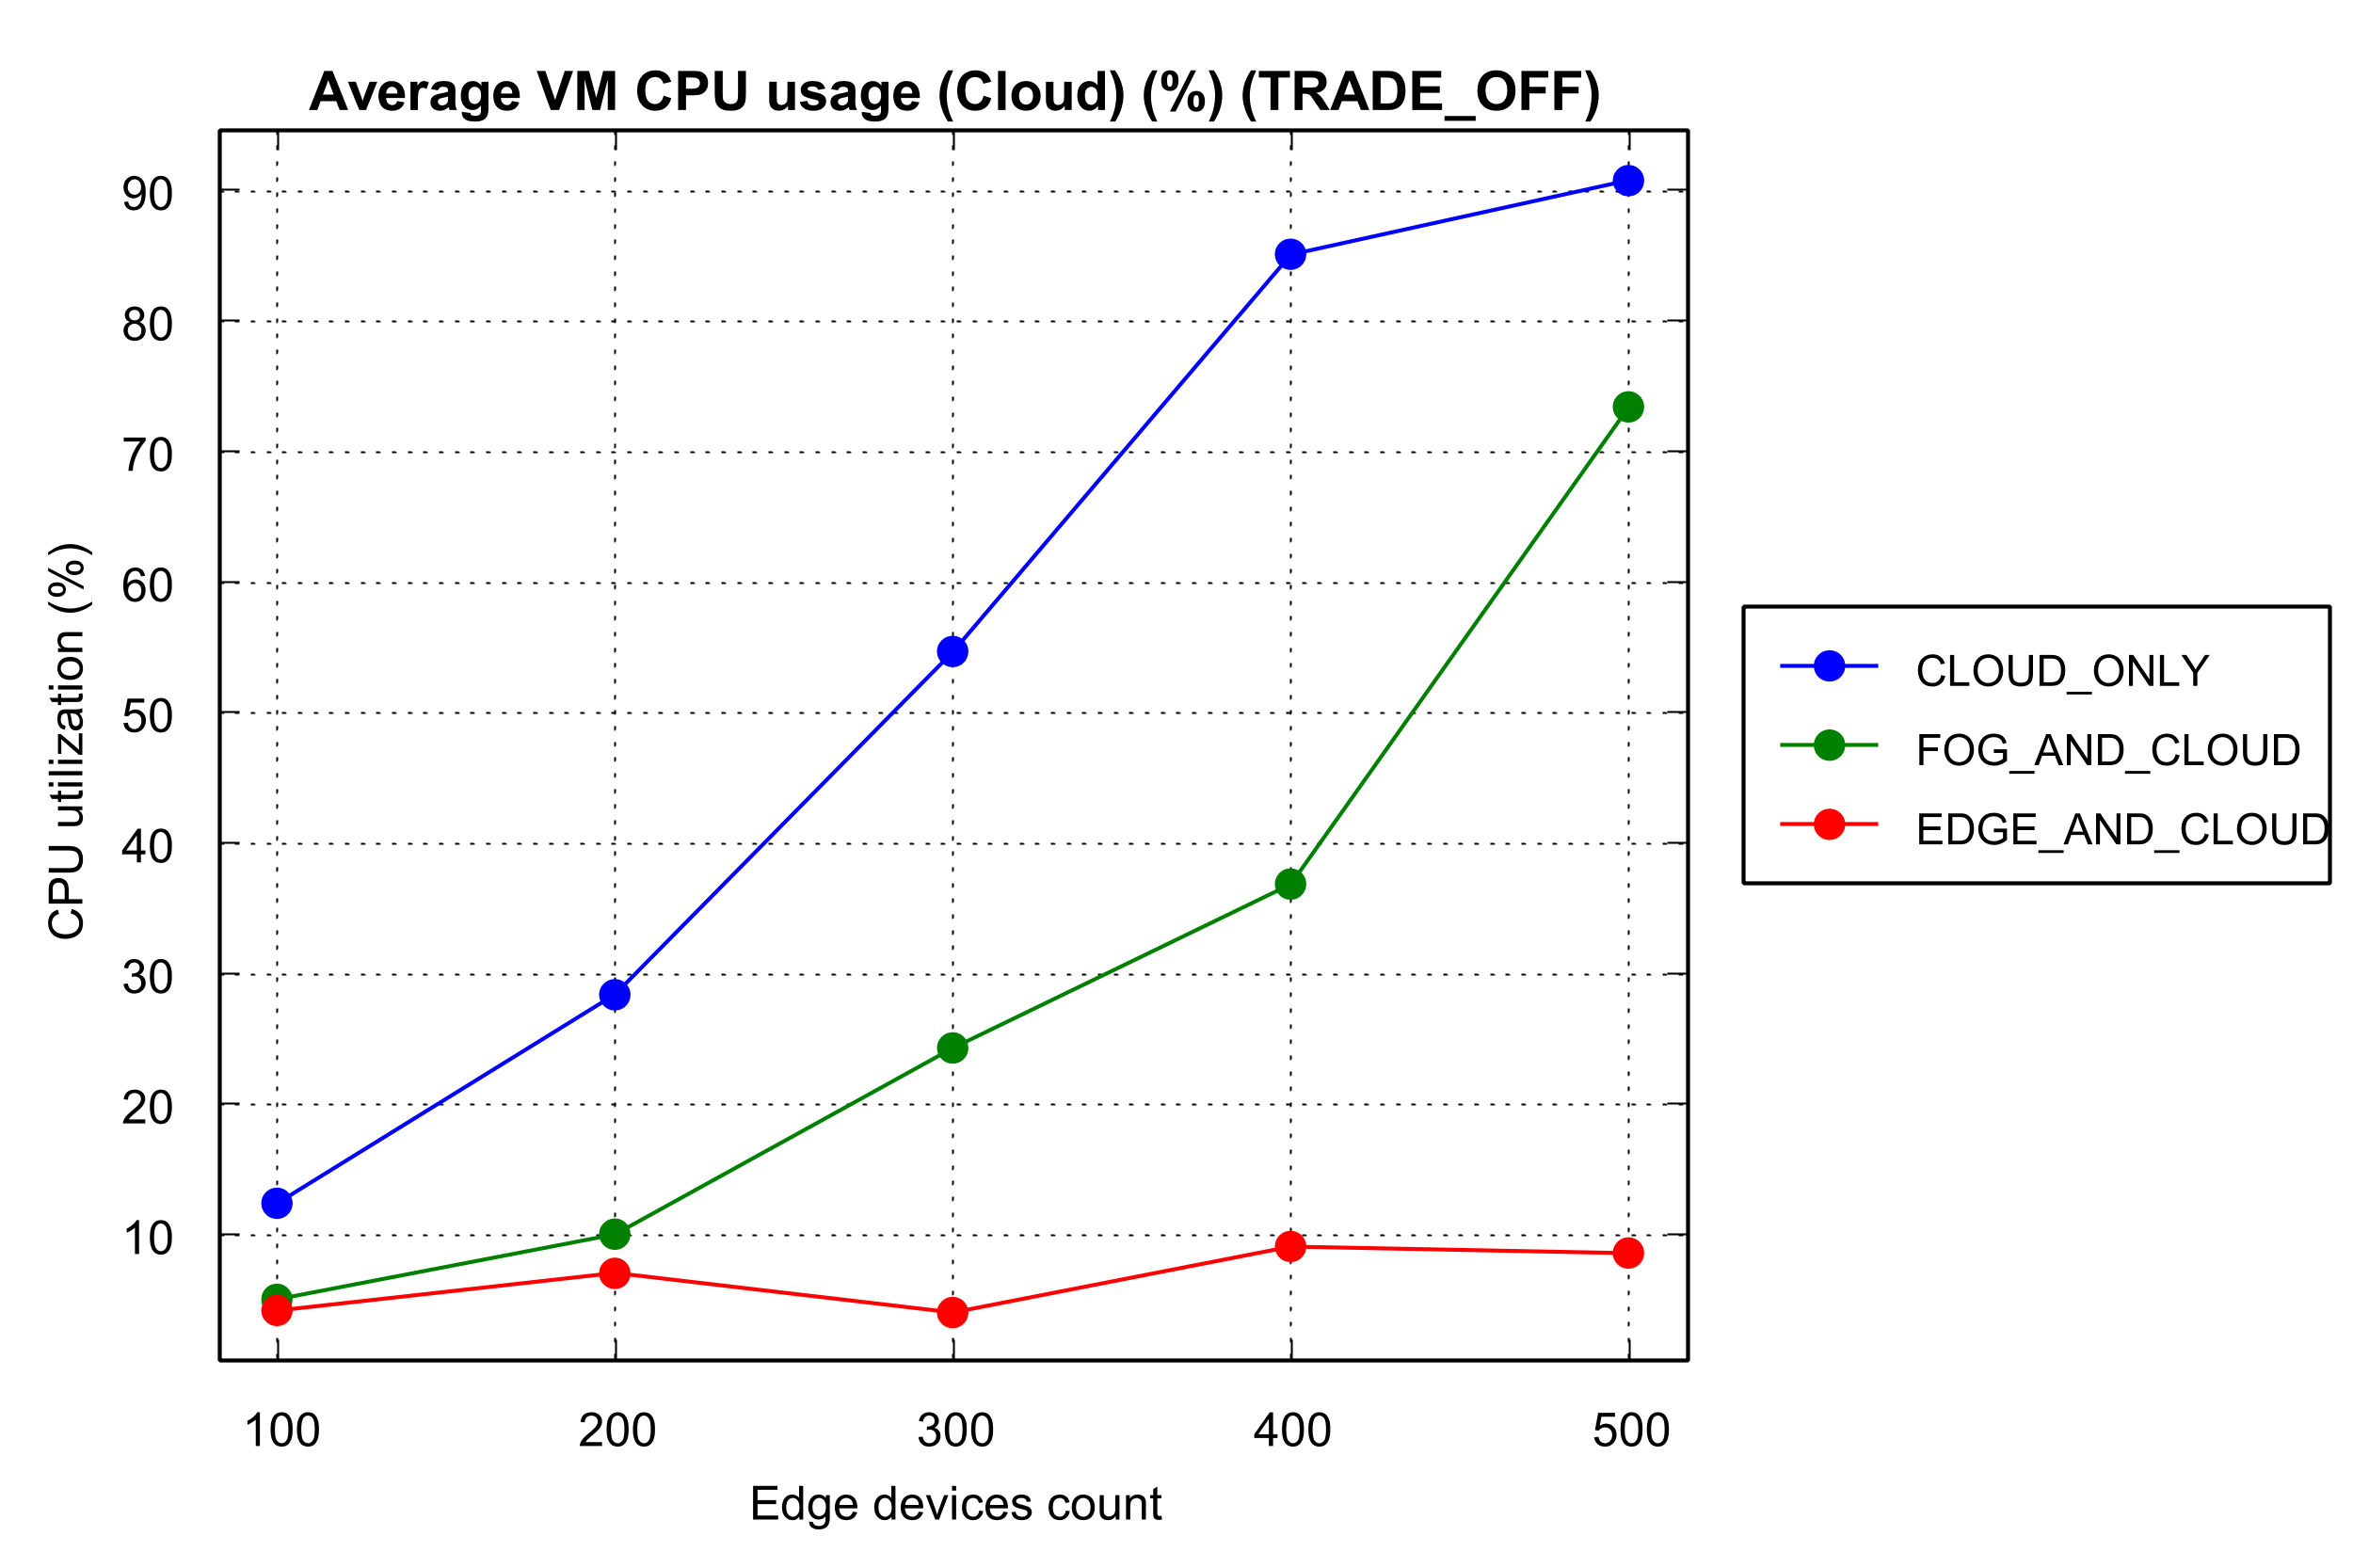 Average VM CPU usage (Cloud) (%) (TRADE_OFF)
90
80
70
60
50
40
30
20
10
CPU utilization (%)
100 200 300 400 500
Edge devices count
CLOUD_ONLY
FOG_AND_CLOUD
EDGE_AND_CLOUD